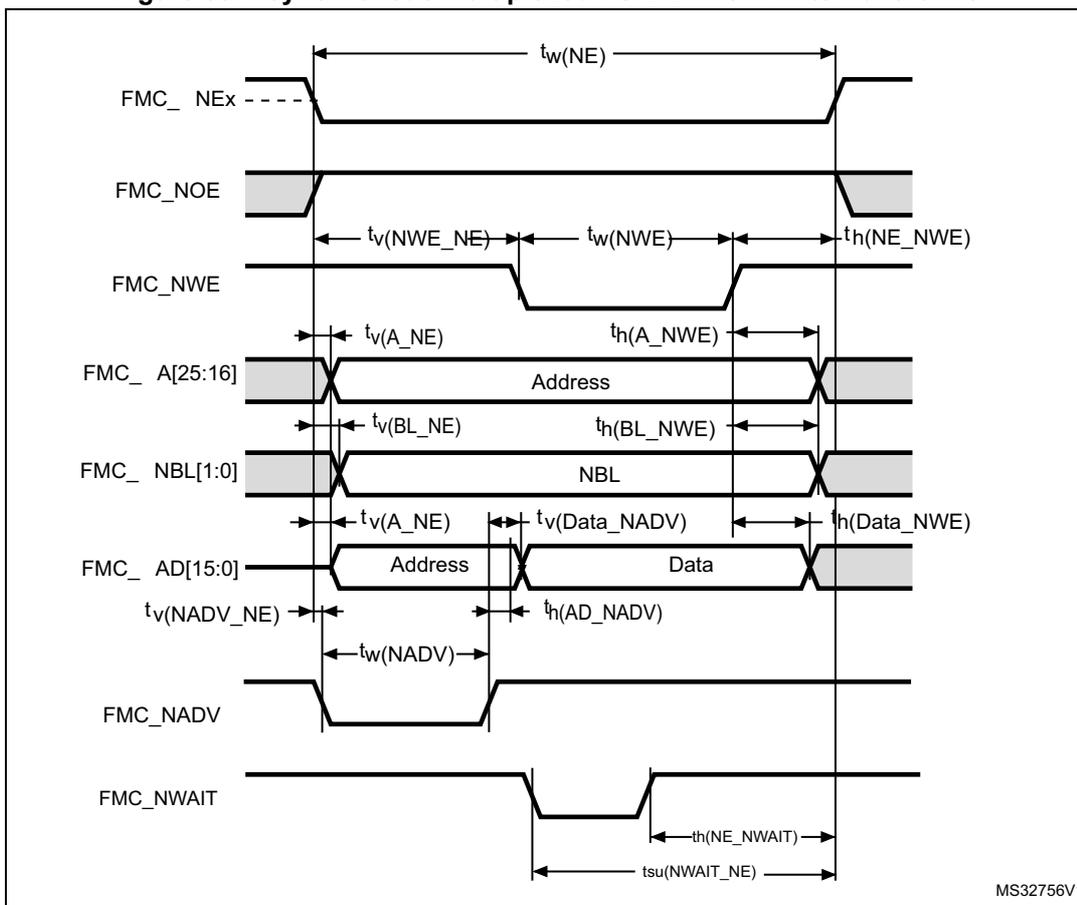 tw(NE)
FMC_ NEx
FMC_NOE
tv(NWE_NE)
tw(NWE)
th(NE_NWE)
FMC_NWE
tv(A_NE)
th(A_NWE)
FMC_ A[25:16]
Address
tv(BL_NE)
th(BL_NWE)
FMC_ NBL[1:0]
NBL
tv(A_NE)
tv(Data_NADV)
th(Data_NWE)
FMC_ AD[15:0]
Address
Data
tv(NADV_NE)
th(AD_NADV)
tw(NADV)
FMC_NADV
FMC_NWAIT
th(NE_NWAIT)
tsu(NWAIT_NE)
MS32756V